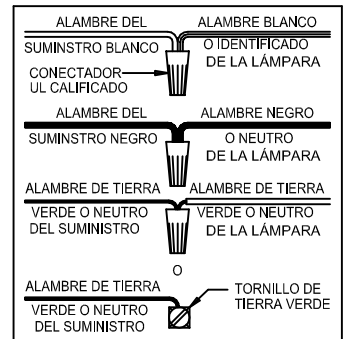 ALAMBRE DEL
SUMINSTRO BLANCO
ALAMBRE BLANCO
O IDENTIFICADO
DE LA LÁMPARA
CONECTADOR
UL CALIFICADO
ALAMBRE DEL
SUMINSTRO NEGRO
ALAMBRE NEGRO
O NEUTRO
DE LA LÁMPARA
ALAMBRE DE TIERRA
VERDE O NEUTRO
DEL SUMINISTRO
ALAMBRE DE TIERRA
VERDE O NEUTRO
DE LA LÁMPARA
O
ALAMBRE DE TIERRA
VERDE O NEUTRO
DEL SUMINISTRO
TORNILLO DE
TIERRA VERDE